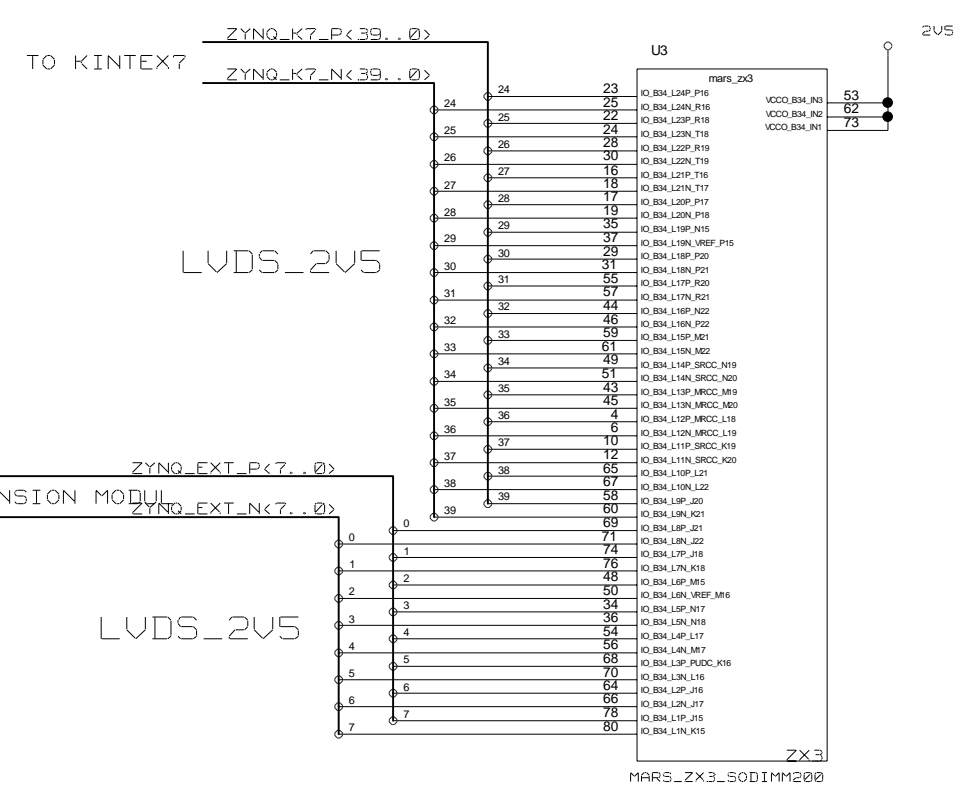 2V5
ZYNQ_K7_P<39..0>
TO KINTEX7
ZYNQ_K7_N<39..0>
U3
mars_zx3
24 23 IO_B34_L24P_P16
VCCO_B34_IN3 53
24 25 IO_B34_L24N_R16
VCCO_B34_IN2 62
25 22 IO_B34_L23P_R18
VCCO_B34_IN1 73
25 24 IO_B34_L23N_T18
26 28 IO_B34_L22P_R19
26 30 IO_B34_L22N_T19
27 16 IO_B34_L21P_T16
27 18 IO_B34_L21N_T17
28 17 IO_B34_L20P_P17
28 19 IO_B34_L20N_P18
29 35 IO_B34_L19P_N15
29 37 IO_B34_L19N_VREF_P15
30 29 IO_B34_L18P_P20
LVDS_2V5
30 31 IO_B34_L18N_P21
31 55 IO_B34_L17P_R20
31 57 IO_B34_L17N_R21
32 44 IO_B34_L16P_N22
32 46 IO_B34_L16N_P22
33 59 IO_B34_L15P_M21
33 61 IO_B34_L15N_M22
34 49 IO_B34_L14P_SRCC_N19
34 51 IO_B34_L14N_SRCC_N20
35 43 IO_B34_L13P_MRCC_M19
35 45 IO_B34_L13N_MRCC_M20
36 4 IO_B34_L12P_MRCC_L18
36 6 IO_B34_L12N_MRCC_L19
37 10 IO_B34_L11P_SRCC_K19
37 12 IO_B34_L11N_SRCC_K20
ZYNQ_EXT_P<7..0>
38 65 IO_B34_L10P_L21
38 67 IO_B34_L10N_L22
NSION MODUL
39 58 IO_B34_L9P_J20
ZYNQ_EXT_N<7..0>
39 60 IO_B34_L9N_K21
0 69 IO_B34_L8P_J21
0 71 IO_B34_L8N_J22
1 74 IO_B34_L7P_J18
1 76 IO_B34_L7N_K18
2 48 IO_B34_L6P_M15
2 50 IO_B34_L6N_VREF_M16
3 34 IO_B34_L5P_N17
3 36 IO_B34_L5N_N18
LVDS_2V5
4 54 IO_B34_L4P_L17
4 56 IO_B34_L4N_M17
5 68 IO_B34_L3P_PUDC_K16
5 70 IO_B34_L3N_L16
6 64 IO_B34_L2P_J16
6 66 IO_B34_L2N_J17
7 78 IO_B34_L1P_J15
7 80 IO_B34_L1N_K15
ZX3
MARS_ZX3_SODIMM200